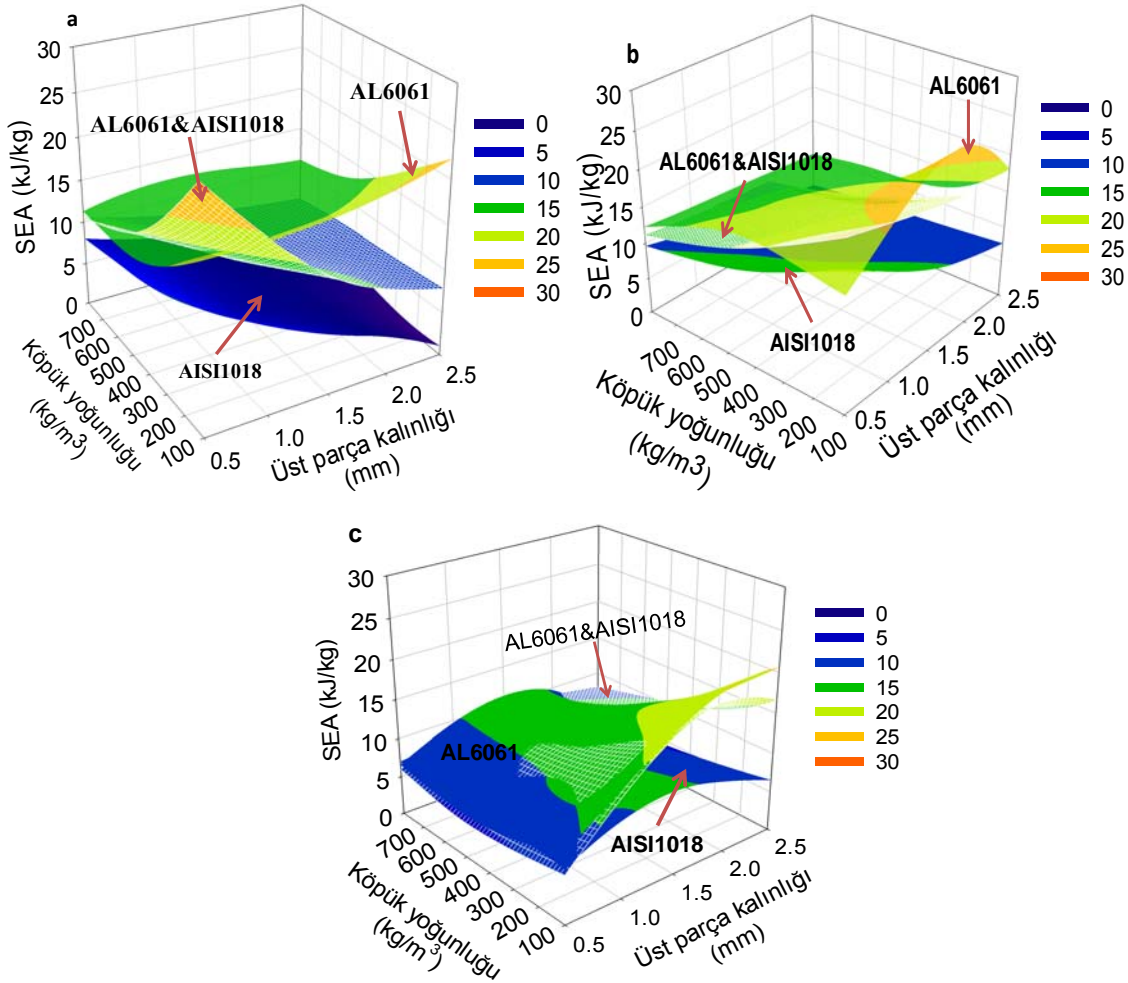 a
30
25
20
15
10
5
0
SEA (kJ/kg)
AL6061&AISI1018
AL6061
AISI1018
700
600
500
400
300
200
100
Köpük yoğunluğu
(kg/m3)
0.5
1.0
1.5
2.0
2.5
Üst parça kalınlığı
(mm)
0
5
10
15
20
25
30
b
30
25
20
15
10
5
0
SEA (kJ/kg)
AL6061&AISI1018
AL6061
AISI1018
700
600
500
400
300
200
100
Köpük yoğunluğu
(kg/m3)
0.5
1.0
1.5
2.0
2.5
Üst parça kalınlığı
(mm)
0
5
10
15
20
25
30
c
30
25
20
15
10
5
0
SEA (kJ/kg)
AL6061&AISI1018
AL6061
AISI1018
700
600
500
400
300
200
100
Köpük yoğunluğu
(kg/m3)
0.5
1.0
1.5
2.0
2.5
Üst parça kalınlığı
(mm)
0
5
10
15
20
25
30